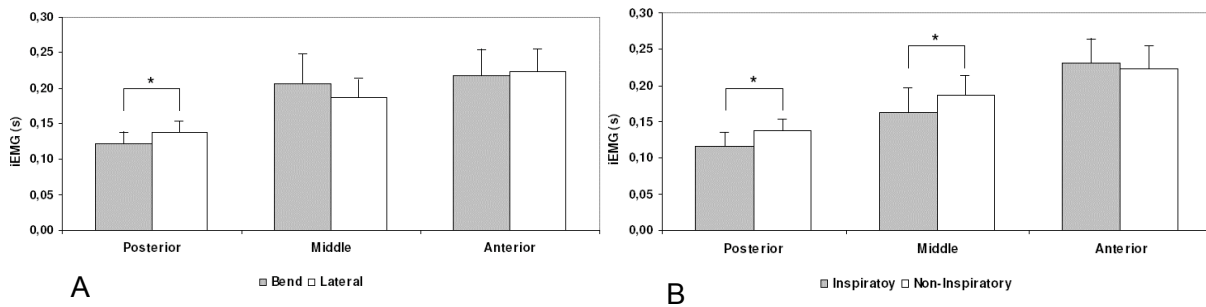 0,30
0,25
0,20
0,15
0,10
0,05
0,00
iEMG (s)
*
Posterior Middle Anterior
Bend Lateral
A
0,30
0,25
0,20
0,15
0,10
0,05
0,00
iEMG (s)
*
*
Posterior Middle Anterior
Inspiratoy Non-Inspiratory
B